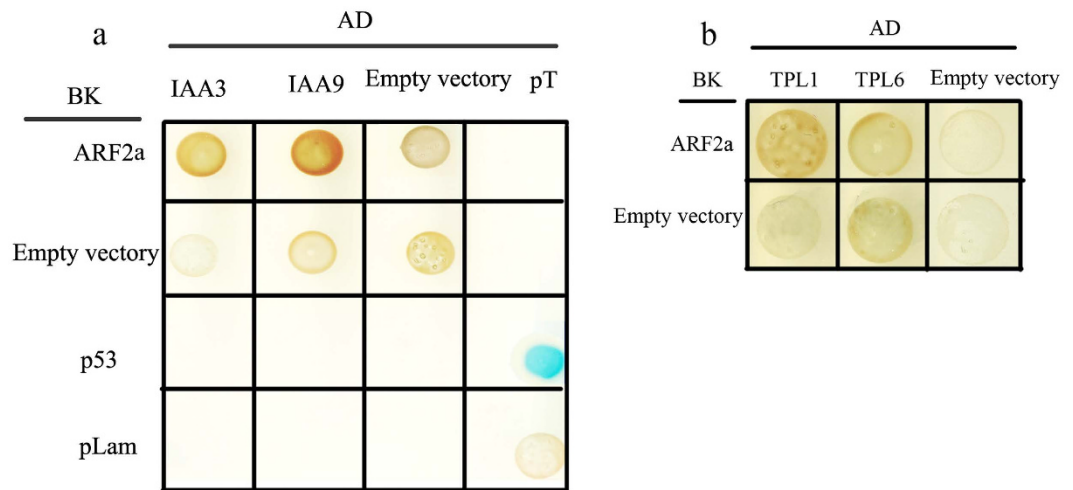 a
AD
BK
IAA3 IAA9 Empty vectory pT
ARF2a
Empty vectory
p53
pLam
b
AD
BK TPL1 TPL6 Empty vectory
ARF2a
Empty vectory